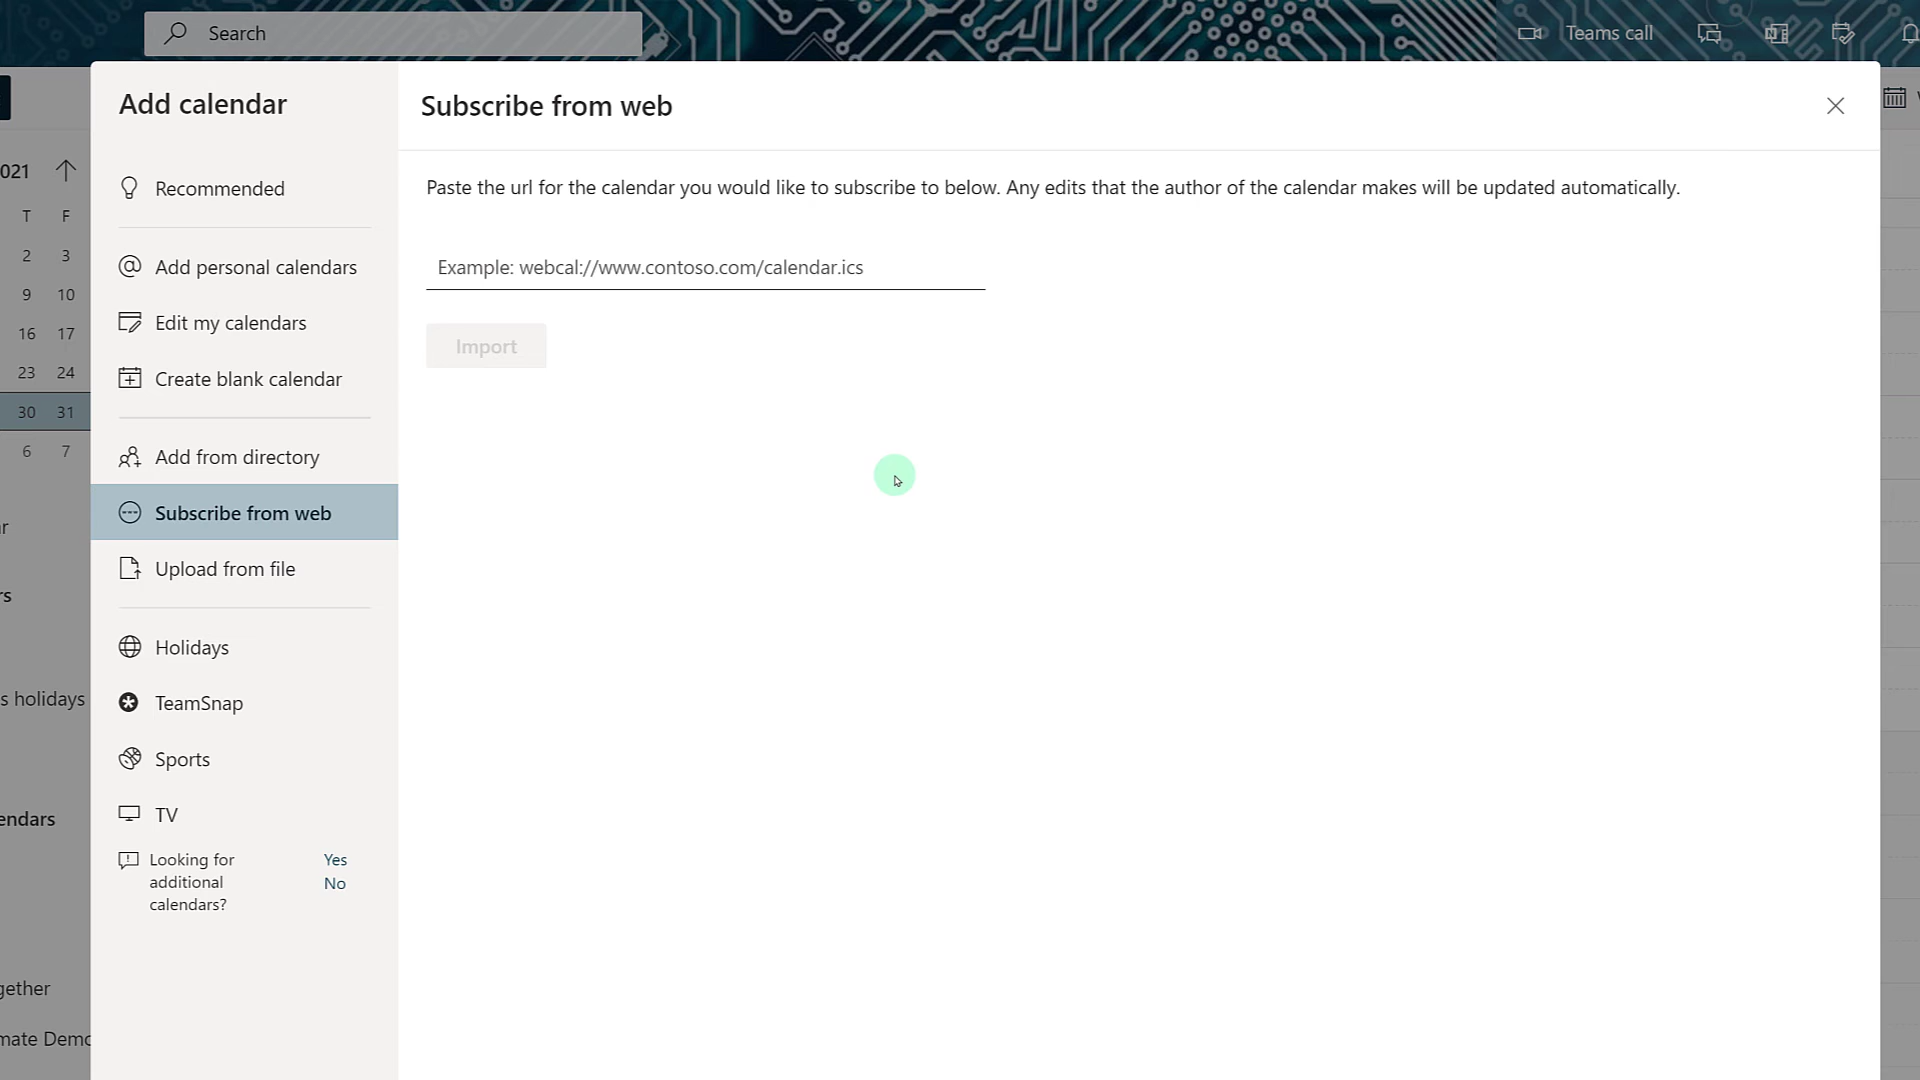 Search
Teams call
Add calendar
Subscribe from web
Recommended
Add personal calendars
Edit my calendars
Create blank calendar
Add from directory
Subscribe from web
Upload from file
Holidays
TeamSnap
Sports
TV
Looking for
additional
calendars?
Yes
No
Paste the url for the calendar you would like to subscribe to below. Any edits that the author of the calendar makes will be updated automatically.
Example: webcal://www.contoso.com/calendar.ics
Import
021
T F
2 3
9 10
16 17
23 24
30 31
6 7
r
rs
s holidays
endars
gether
mate Demo